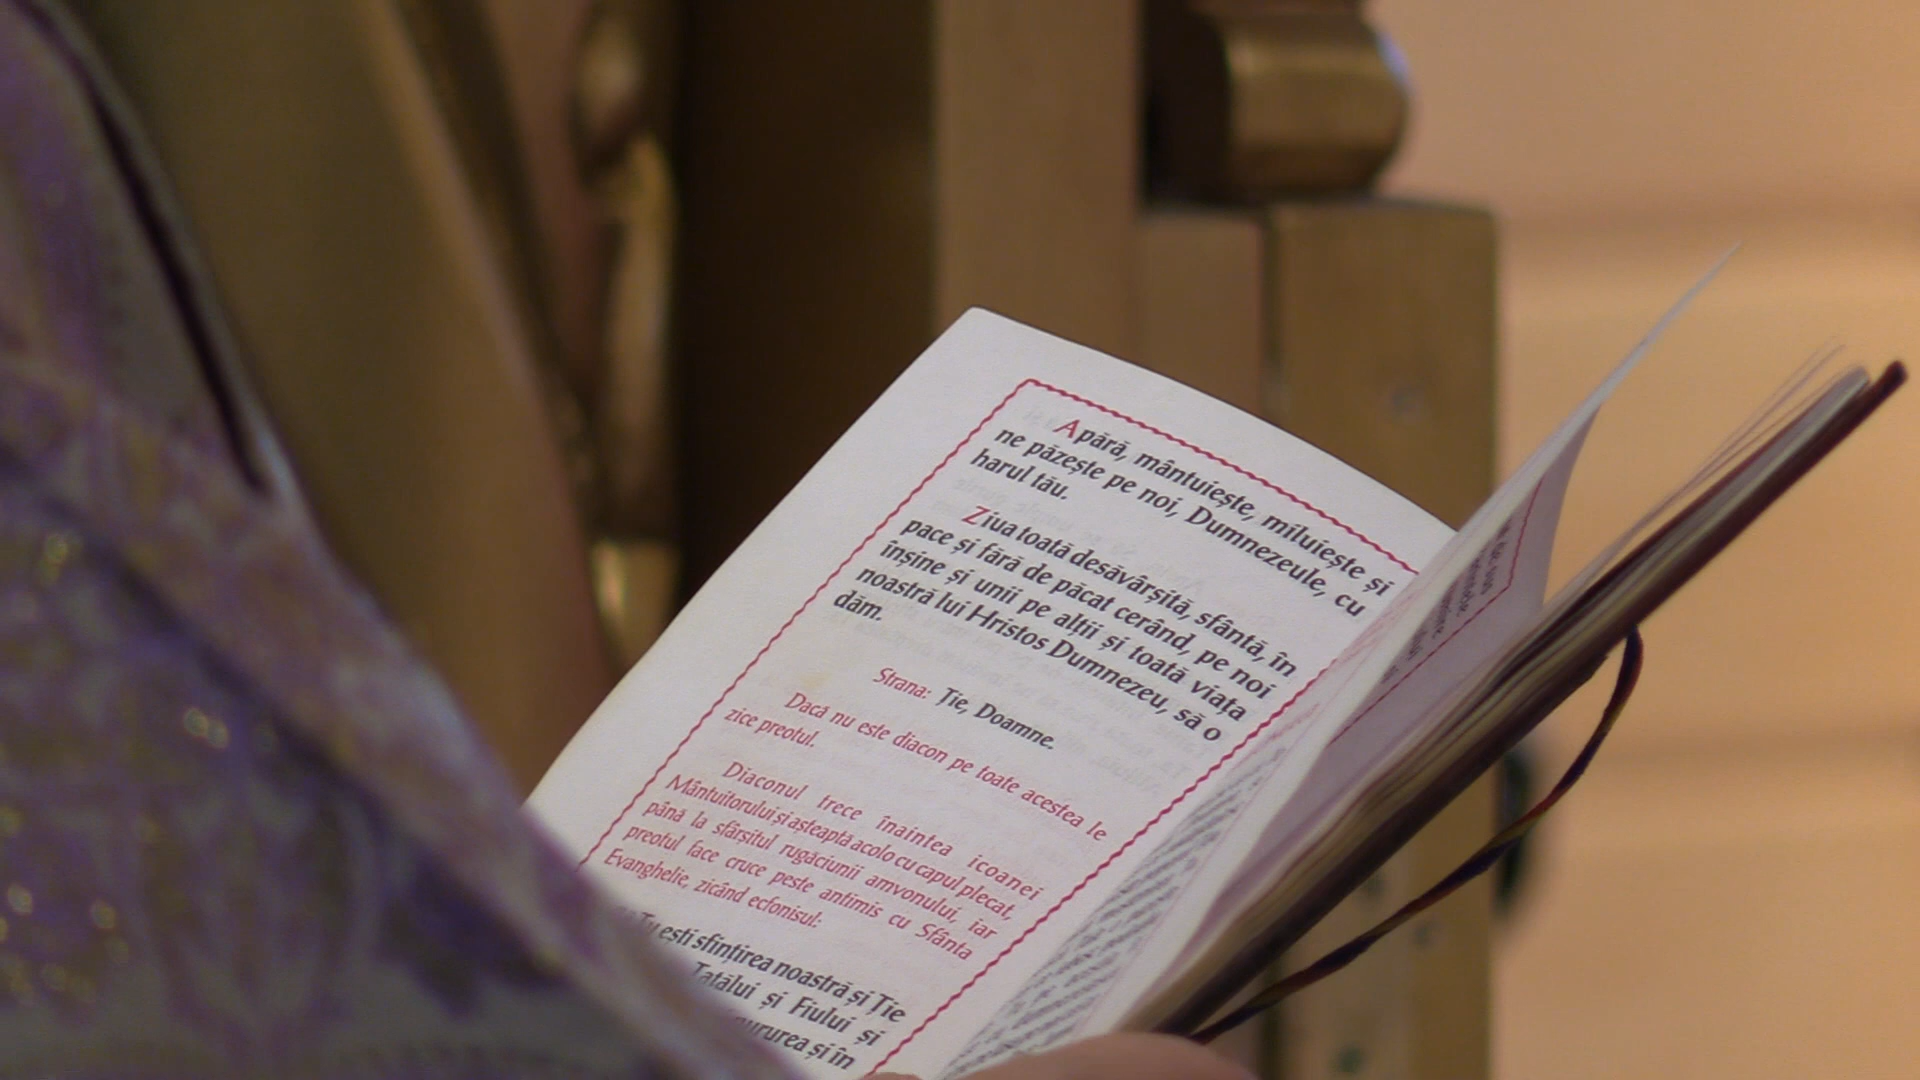 Apără, mântuiește, miluiește și
ne păzește pe noi, Dumnezeule, cu
harul tău.
Ziua toată desăvârșită, sfântă, în
pace și fără de păcat cerând, pe noi
înșine și unii pe alții și toată viața
noastră lui Hristos Dumnezeu, să o
dăm.
Strana: Ție, Doamne.
Dacă nu este diacon pe toate acestea le
zice preotul.
Diaconul trece înaintea icoanei
Mântuitorului și așteaptă acolo cu capul plecat,
până la sfârșitul rugăciunii amvonului, iar
preotul face cruce peste antimis cu Sfânta
Evanghelie, zicând ecfonisul:
Tu ești sfințirea noastră și Ție
Tatălui și Fiului și
pururea și în